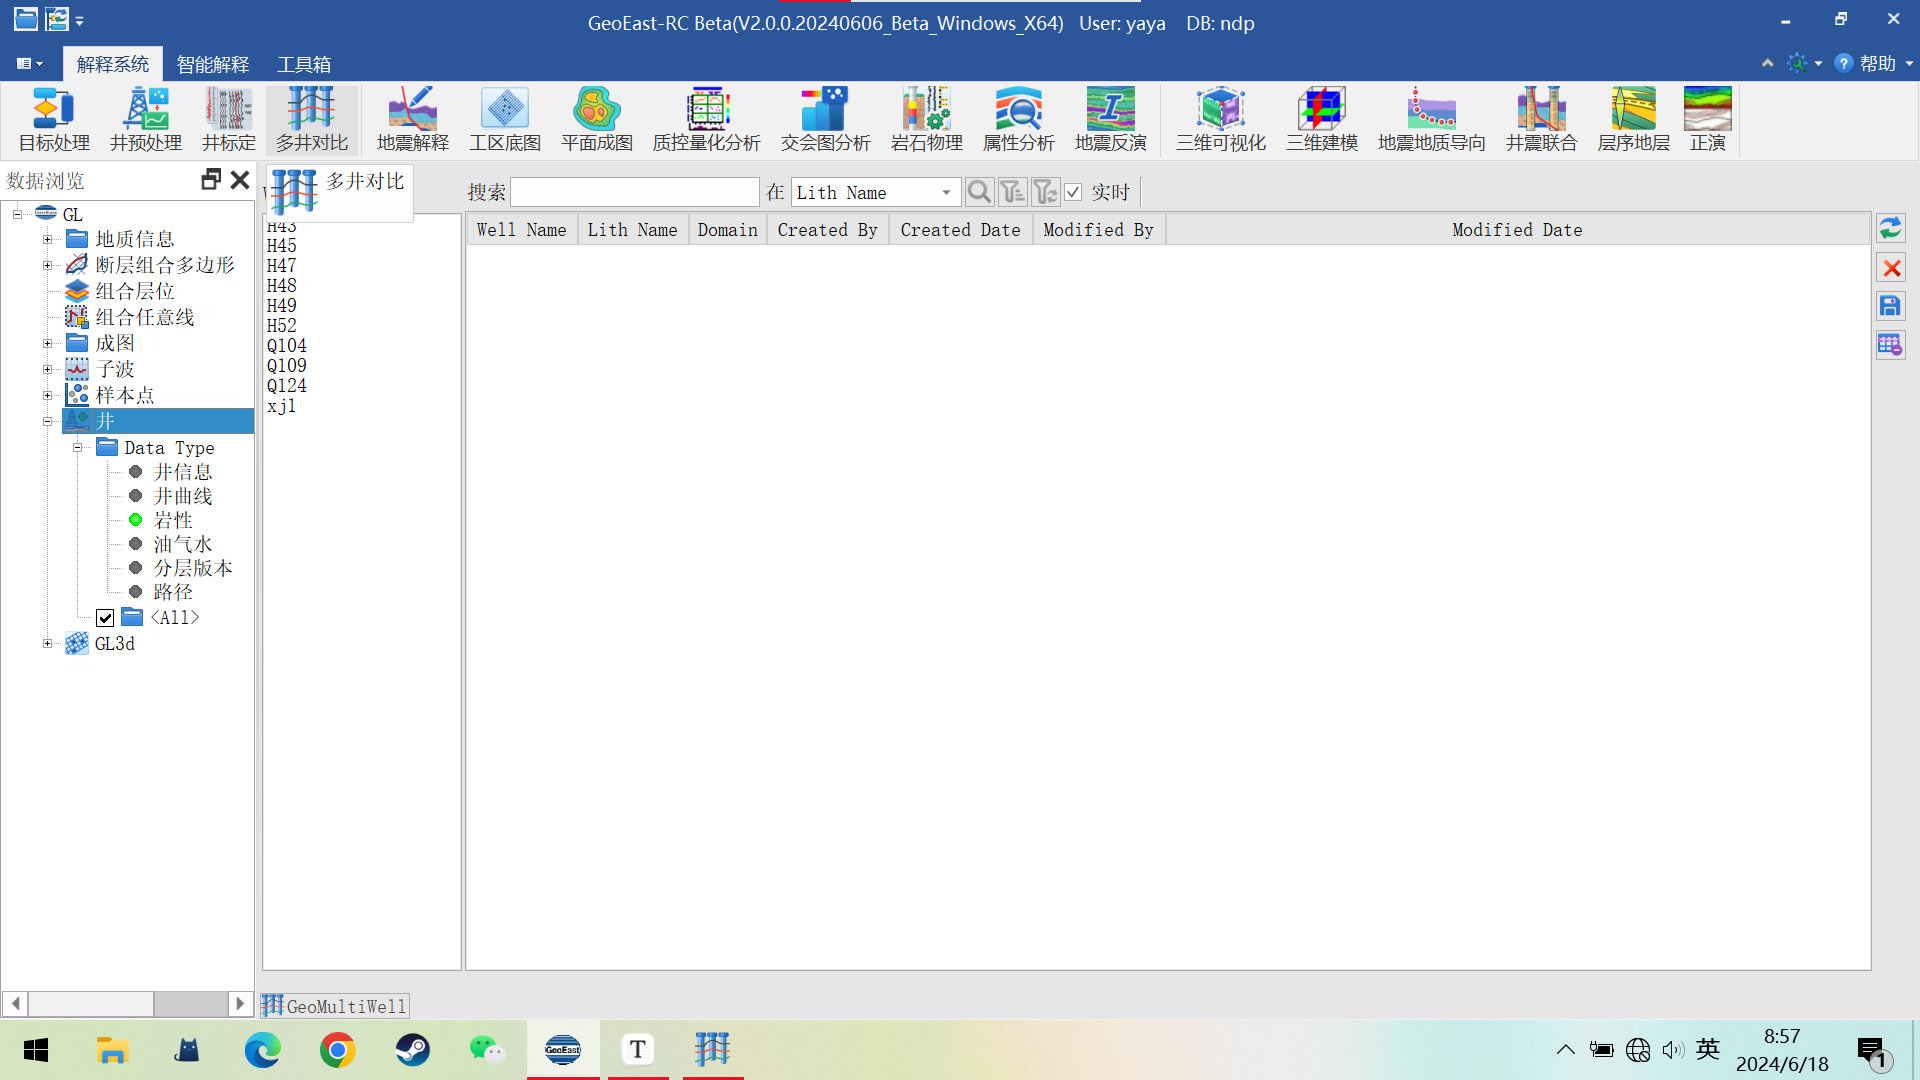 GeoEast-RC Beta(V2.0.0.20240606_Beta_Windows_X64)   User: yaya    DB: ndp
解释系统 智能解释 工具箱 帮助
目标处理 井预处理 井标定 多井对比 地震解释 工区底图 平面成图 质控量化分析 交会图分析 岩石物理 属性分析 地震反演 三维可视化 三维建模 地震地质导向 井震联合 层序地层 正演
数据浏览
GL
地质信息
断层组合多边形
组合层位
组合任意线
成图
子波
样本点
井
Data Type
井信息
井曲线
岩性
油气水
分层版本
路径
<All>
GL3d
多井对比
搜索 在 Lith Name 实时
H43
H45
H47
H48
H49
H52
Q104
Q109
Q124
xj1
Well Name Lith Name Domain Created By Created Date Modified By Modified Date
GeoMultiWell
GeoEast
T
英
8:57
2024/6/18
1